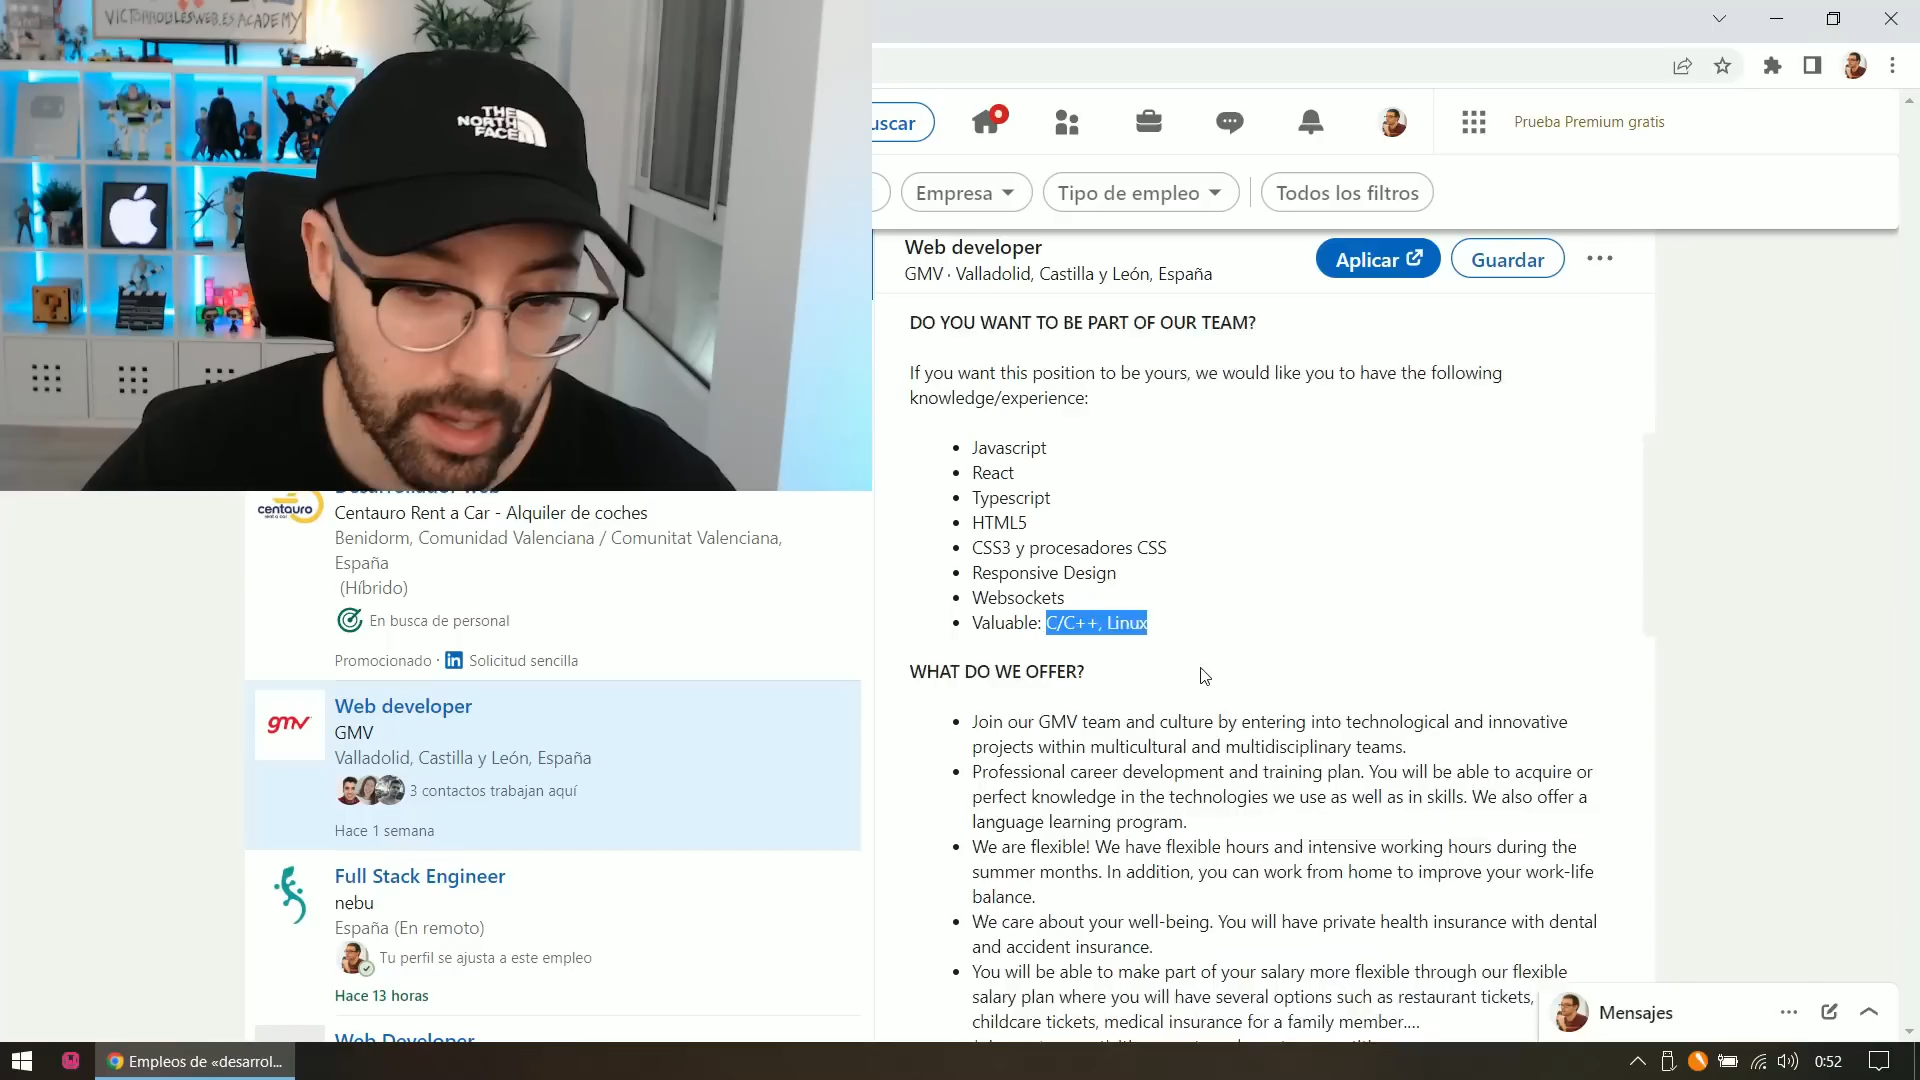 VICTORROBLESWEB.ES ACADEMY
THE
NORTH
FACE
uscar
Prueba Premium gratis
Empresa
Tipo de empleo
Todos los filtros
Web developer
GMV · Valladolid, Castilla y León, España
Aplicar
Guardar
DO YOU WANT TO BE PART OF OUR TEAM?
If you want this position to be yours, we would like you to have the following
knowledge/experience:
• Javascript
• React
• Typescript
• HTML5
• CSS3 y procesadores CSS
• Responsive Design
• Websockets
• Valuable: C/C++, Linux
WHAT DO WE OFFER?
• Join our GMV team and culture by entering into technological and innovative
projects within multicultural and multidisciplinary teams.
• Professional career development and training plan. You will be able to acquire or
perfect knowledge in the technologies we use as well as in skills. We also offer a
language learning program.
• We are flexible! We have flexible hours and intensive working hours during the
summer months. In addition, you can work from home to improve your work-life
balance.
• We care about your well-being. You will have private health insurance with dental
and accident insurance.
• You will be able to make part of your salary more flexible through our flexible
salary plan where you will have several options such as restaurant tickets,
childcare tickets, medical insurance for a family member....
Desarrollador web
centauro
rent a car
Centauro Rent a Car - Alquiler de coches
Benidorm, Comunidad Valenciana / Comunitat Valenciana,
España
(Híbrido)
En busca de personal
Promocionado · in Solicitud sencilla
gmv
Web developer
GMV
Valladolid, Castilla y León, España
3 contactos trabajan aquí
Hace 1 semana
Full Stack Engineer
nebu
España (En remoto)
Tu perfil se ajusta a este empleo
Hace 13 horas
Web Developer
Mensajes
Empleos de «desarrol...
0:52